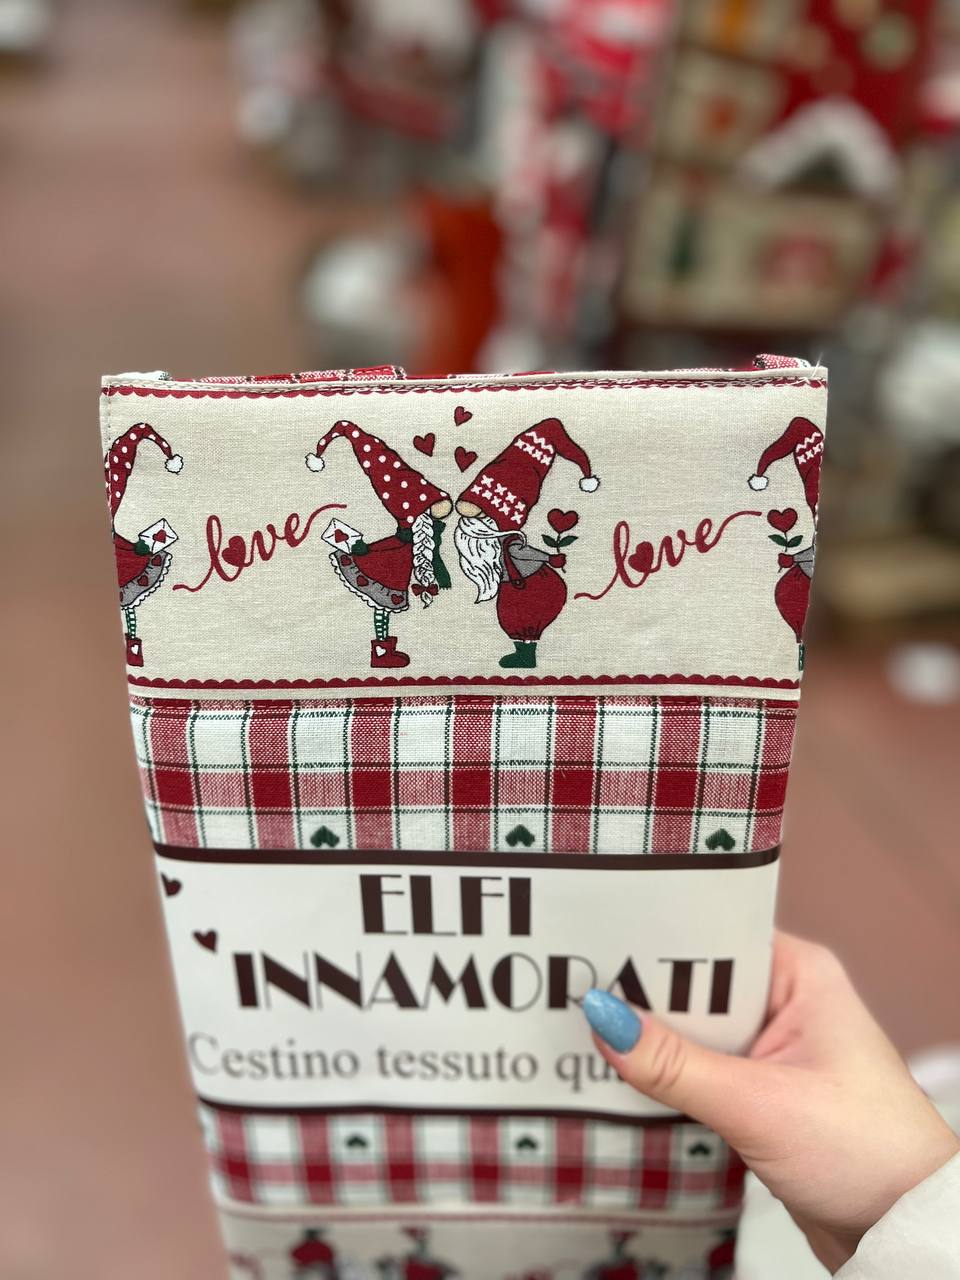 love love
ELFI
INNAMORATI
Cestino tessuto